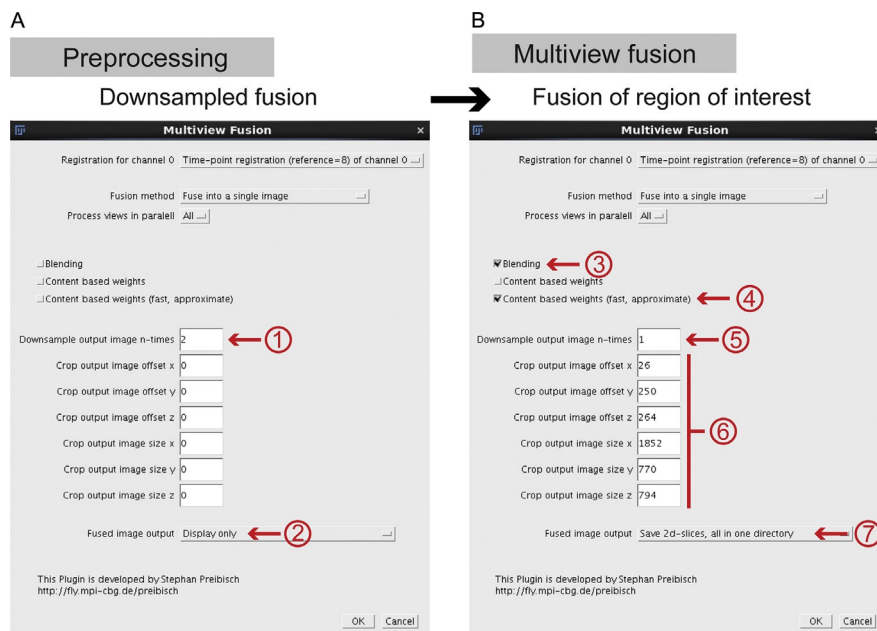 A
Preprocessing
Downsampled fusion
Multiview Fusion
Registration for channel 0 Time-point registration (reference=8) of channel 0
Fusion method Fuse into a single image
Process views in paralell All
Blending
Content based weights
Content based weights (fast, approximate)
Downsample output image n-times 2 1
Crop output image offset x 0
Crop output image offset y 0
Crop output image offset z 0
Crop output image size x 0
Crop output image size y 0
Crop output image size z 0
Fused image output Display only 2
This Plugin is developed by Stephan Preibisch
http://fly.mpi-cbg.de/preibisch
OK Cancel
B
Multiview fusion
Fusion of region of interest
Multiview Fusion
Registration for channel 0 Time-point registration (reference=8) of channel 0
Fusion method Fuse into a single image
Process views in paralell All
Blending 3
Content based weights
Content based weights (fast, approximate) 4
Downsample output image n-times 1 5
Crop output image offset x 26
Crop output image offset y 250
Crop output image offset z 264
6
Crop output image size x 1852
Crop output image size y 770
Crop output image size z 794
Fused image output Save 2d-slices, all in one directory 7
This Plugin is developed by Stephan Preibisch
http://fly.mpi-cbg.de/preibisch
OK Cancel